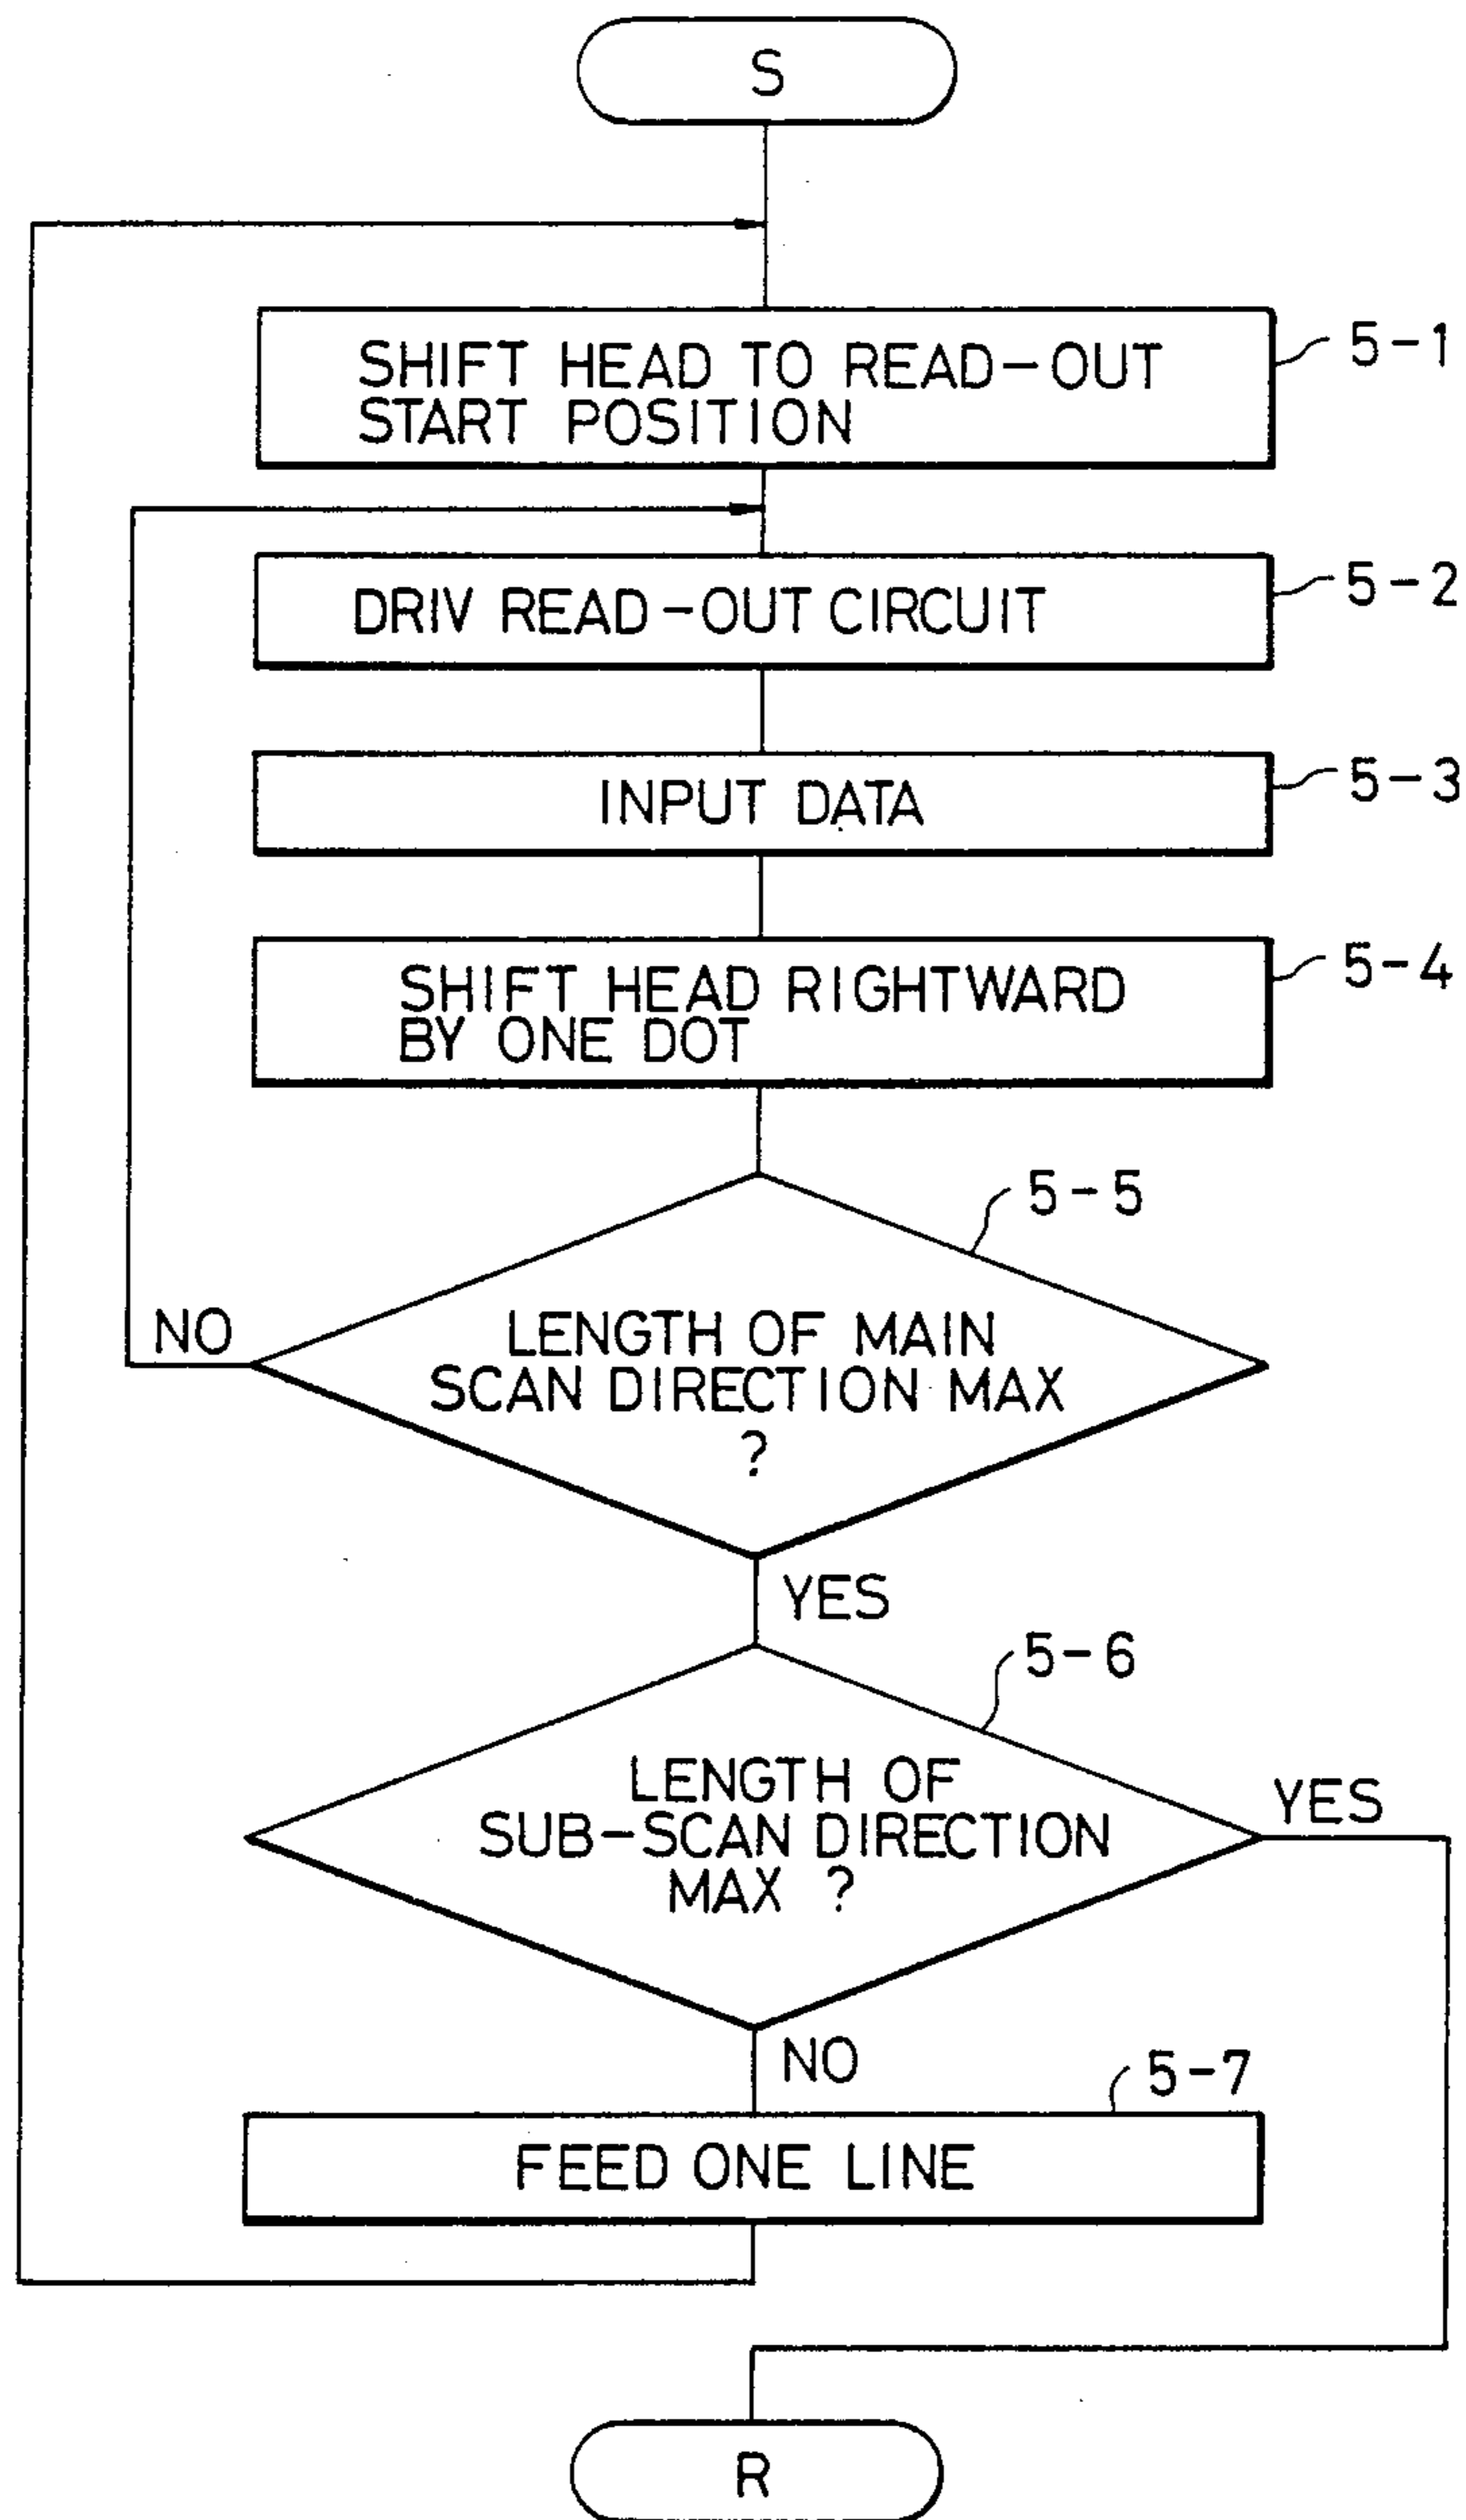 S
SHIFT HEAD TO READ-OUT
START POSITION
5-1
DRIV READ-OUT CIRCUIT
5-2
INPUT DATA
5-3
SHIFT HEAD RIGHTWARD
BY ONE DOT
5-4
5-5
LENGTH OF MAIN
SCAN DIRECTION MAX
?
NO
YES
5-6
LENGTH OF
SUB-SCAN DIRECTION
MAX ?
YES
NO
5-7
FEED ONE LINE
R